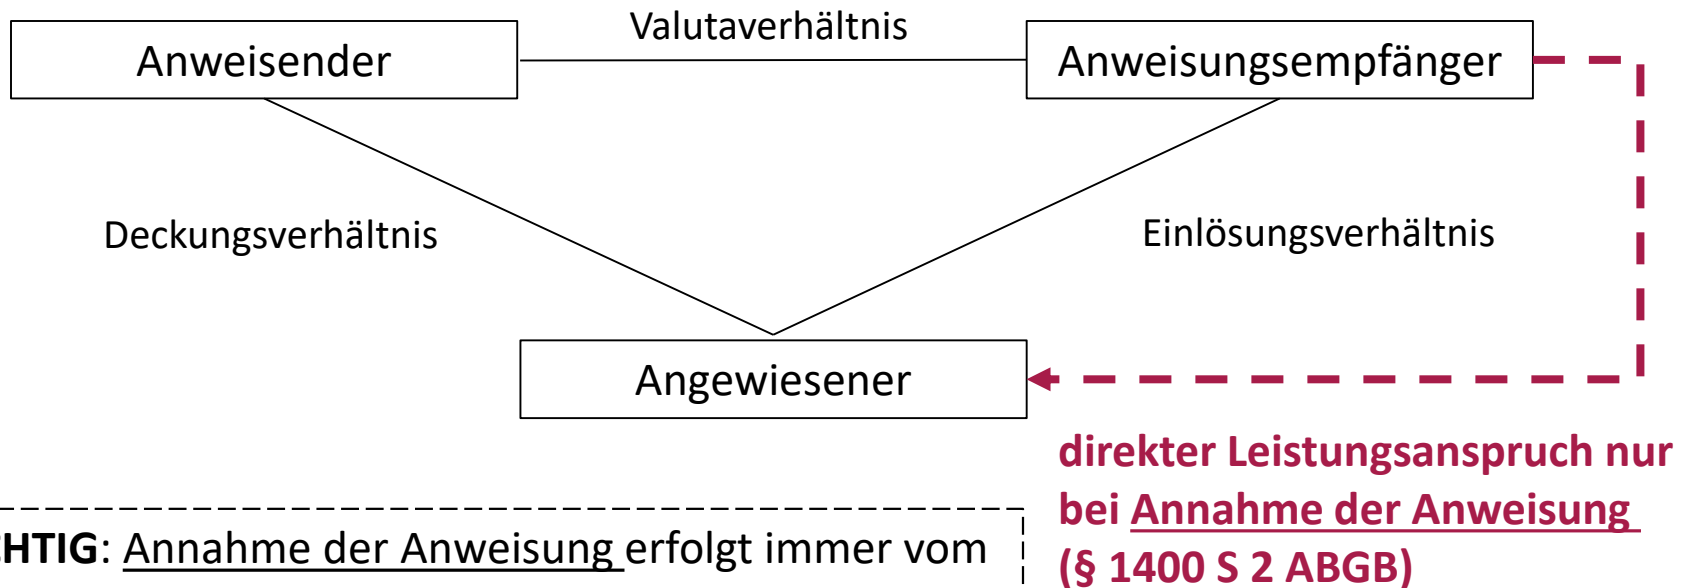 Valutaverhältnis
Anweisender
Anweisungsempfänger
Deckungsverhältnis
Einlösungsverhältnis
Angewiesener
direkter Leistungsanspruch nur
bei Annahme der Anweisung
(§ 1400 S 2 ABGB)
CHTIG: Annahme der Anweisung erfolgt immer vom